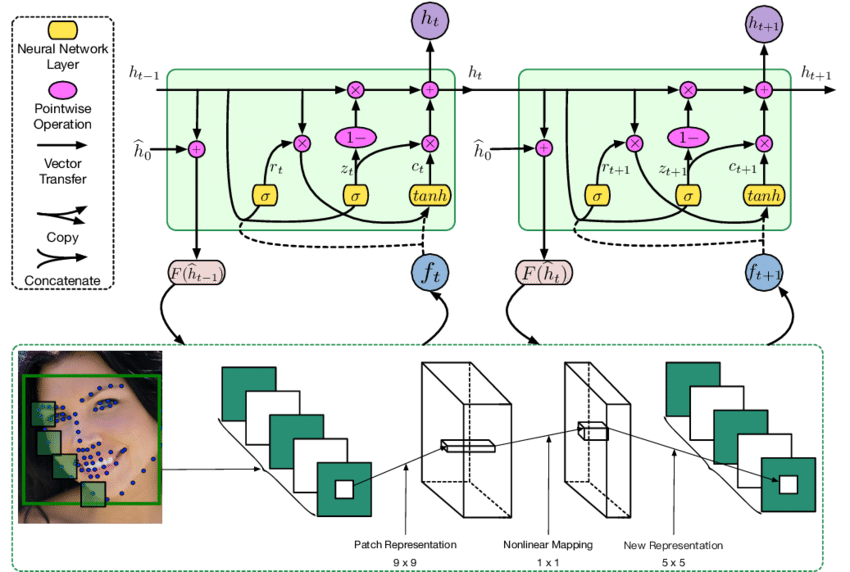 Neural Network
Layer
Pointwise
Operation
Vector
Transfer
Copy
Concatenate
h_t
h_{t-1}
h_t
ĥ_0
+
×
×
+
1-
×
r_t
z_t
c_t
σ
σ
tanh
F(ĥ_{t-1})
f_t
h_{t+1}
h_{t+1}
ĥ_0
+
×
×
+
1-
×
r_{t+1}
z_{t+1}
c_{t+1}
σ
σ
tanh
F(ĥ_t)
f_{t+1}
Patch Representation
9 x 9
Nonlinear Mapping
1 x 1
New Representation
5 x 5